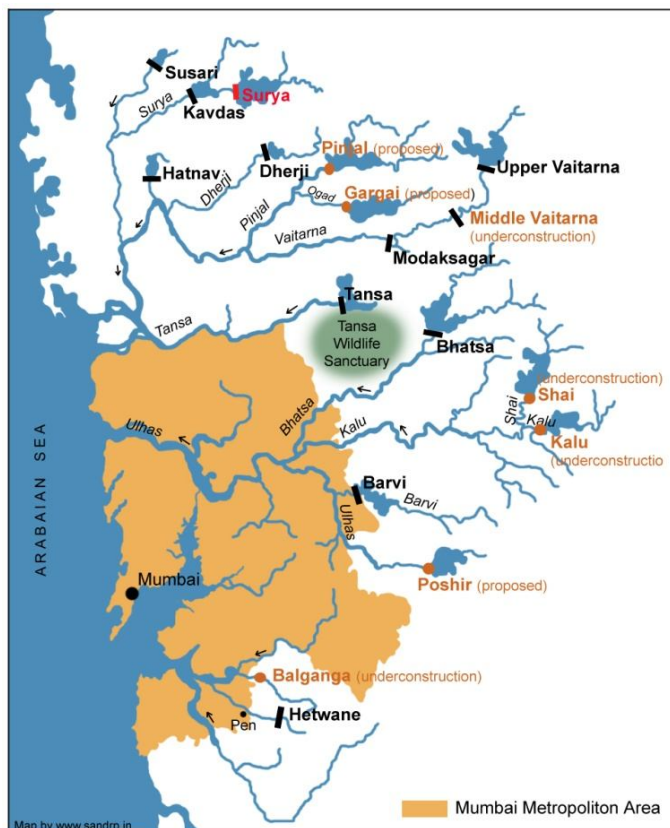 Susari
Surya
Kavdas
Surya
Hatnav
Dherji
Dherji
Pinjal (proposed)
Upper Vaitarna
Ogad
Gargai (proposed)
Pinjal
Middle Vaitarna
(underconstruction)
Vaitarna
Modaksagar
Tansa
Tansa
Tansa
Wildlife
Sanctuary
Bhatsa
Bhatsa
underconstruction)
Shai
Shai
Kalu
Kalu
Kalu
(underconstructio
Ulhas
Barvi
Barvi
Ulhas
ARABAIAN SEA
Mumbai
Poshir (proposed)
Balganga (underconstruction)
Hetwane
Pen
Mumbai Metropoliton Area
Map by www.sandrp.in